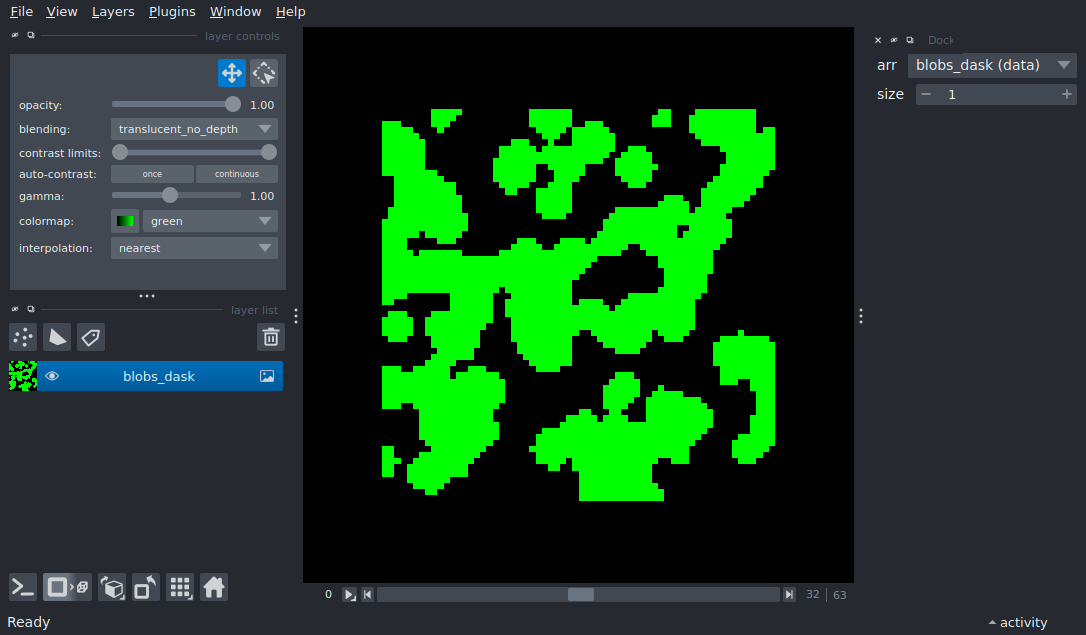 File View Layers Plugins Window Help
layer controls
opacity: 1.00
blending: translucent_no_depth
contrast limits:
auto-contrast: once continuous
gamma: 1.00
colormap: green
interpolation: nearest
layer list
blobs_dask
Dock
arr blobs_dask (data)
size 1
0 32 63
Ready
activity